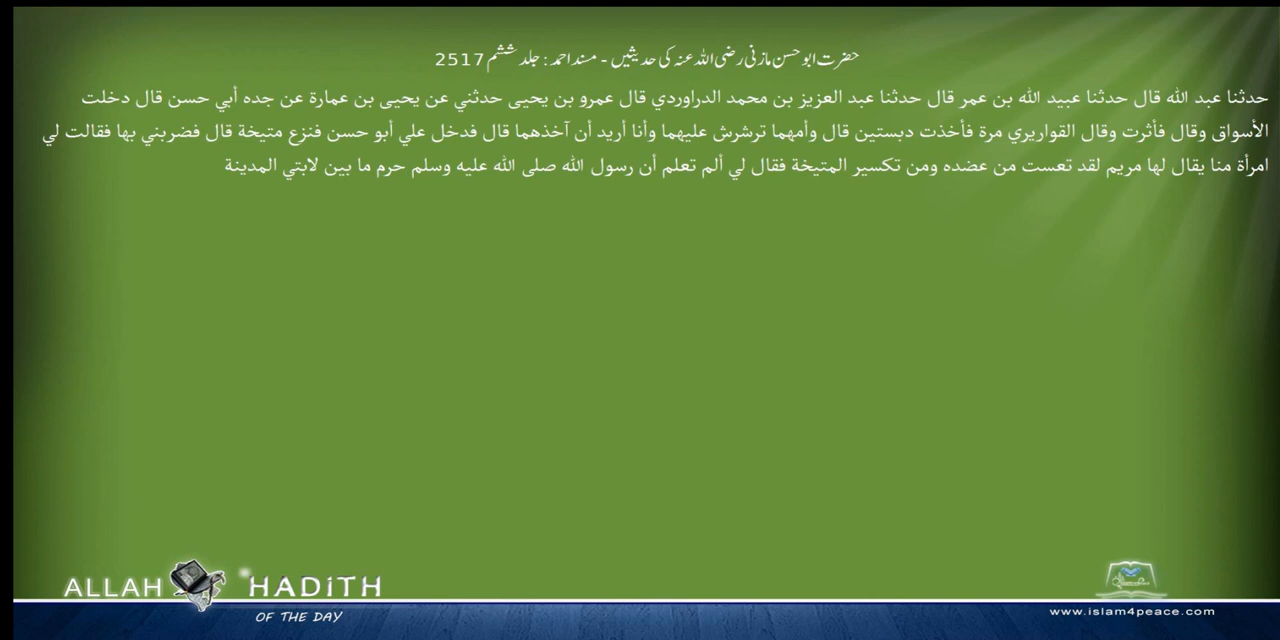 حضرت ابوحسن مازنی رضی اللہ عنہ کی حدیثیں - مسند احمد : جلد ششم 2517
حدثنا عبد الله قال حدثنا عبيد الله بن عمر قال حدثنا عبد العزيز بن محمد الدراوردي قال عمرو بن يحيى حدثني عن يحيى بن عمارة عن جده أبي حسن قال دخلت
الأسواق وقال فأثرت وقال القواريري مرة فأخذت دبستين قال وأمهما ترشرش عليهما وأنا أريد أن آخذهما قال فدخل علي أبو حسن فنزع متيخة قال فضربني بها فقالت لي
امرأة منا يقال لها مريم لقد تعست من عضده ومن تكسير المتيخة فقال لي ألم تعلم أن رسول الله صلى الله عليه وسلم حرم ما بين لابتي المدينة
ALLAH HADITH
OF THE DAY
www.islam4peace.com